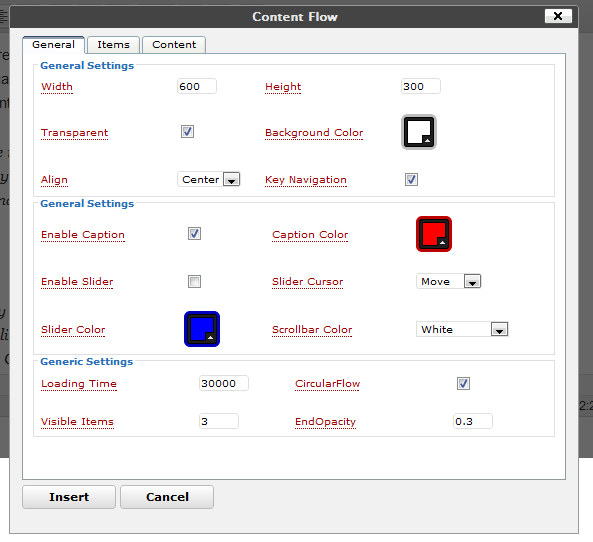 Content Flow
General Items Content
General Settings
Width 600 Height 300
Transparent Background Color
Align Center Key Navigation
General Settings
Enable Caption Caption Color
Enable Slider Slider Cursor Move
Slider Color Scrollbar Color White
Generic Settings
Loading Time 30000 CircularFlow
Visible Items 3 EndOpacity 0.3
Insert Cancel